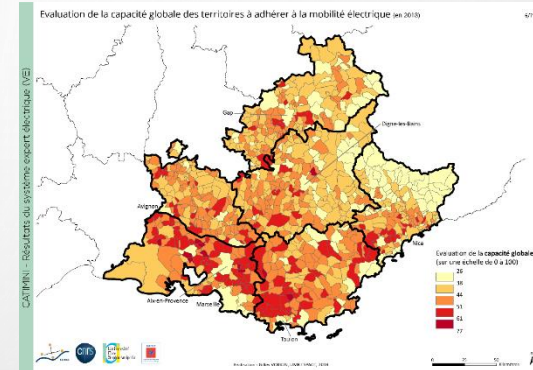 Evaluation de la capacité globale des territoires à adhérer à la mobilité électrique (en 2018)
CATIMINI - Résultats du système expert électrique (VE)
Gap
Digne-les-Bains
Avignon
Nice
Aix-en-Provence
Marseille
Toulon
Evaluation de la capacité globale
(sur une échelle de 0 à 100)
26
38
44
61
77
cnrs